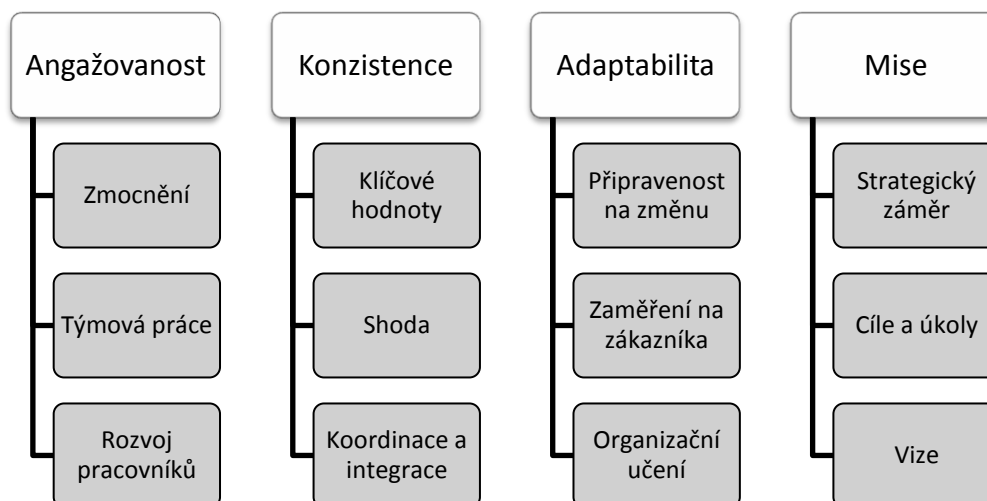 Angažovanost
Zmocnění
Týmová práce
Rozvoj
pracovníků
Konzistence
Klíčové
hodnoty
Shoda
Koordinace a
integrace
Adaptabilita
Připravenost
na změnu
Zaměření na
zákazníka
Organizační
učení
Mise
Strategický
záměr
Cíle a úkoly
Vize